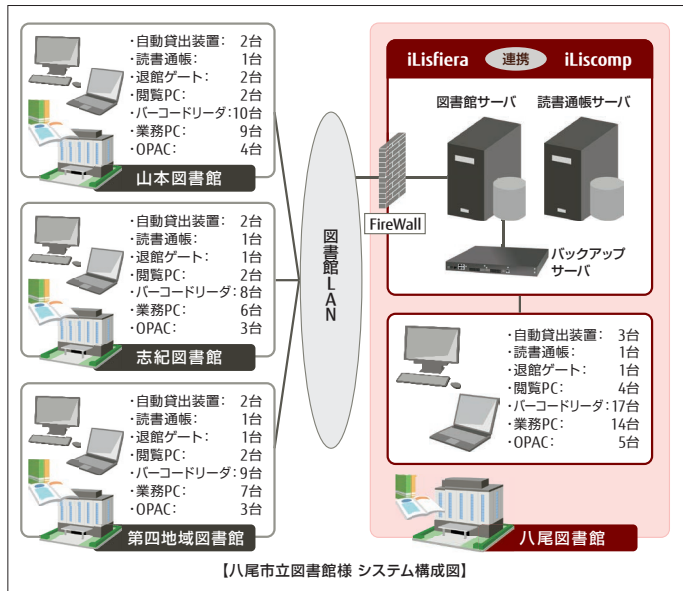 ・自動貸出装置： 2台
・読書通帳： 1台
・退館ゲート： 2台
・閲覧PC： 2台
・バーコードリーダ：10台
・業務PC： 9台
・OPAC： 4台
山本図書館
・自動貸出装置： 2台
・読書通帳： 1台
・退館ゲート： 1台
・閲覧PC： 2台
・バーコードリーダ：8台
・業務PC： 6台
・OPAC： 3台
志紀図書館
・自動貸出装置： 2台
・読書通帳： 1台
・退館ゲート： 1台
・閲覧PC： 2台
・バーコードリーダ：9台
・業務PC： 7台
・OPAC： 3台
第四地域図書館
図書館LAN
FireWall
iLisfiera 連携 iLiscomp
図書館サーバ 読書通帳サーバ
バックアップ
サーバ
・自動貸出装置： 3台
・読書通帳： 1台
・退館ゲート： 1台
・閲覧PC： 4台
・バーコードリーダ：17台
・業務PC： 14台
・OPAC： 5台
八尾図書館
【八尾市立図書館様 システム構成図】